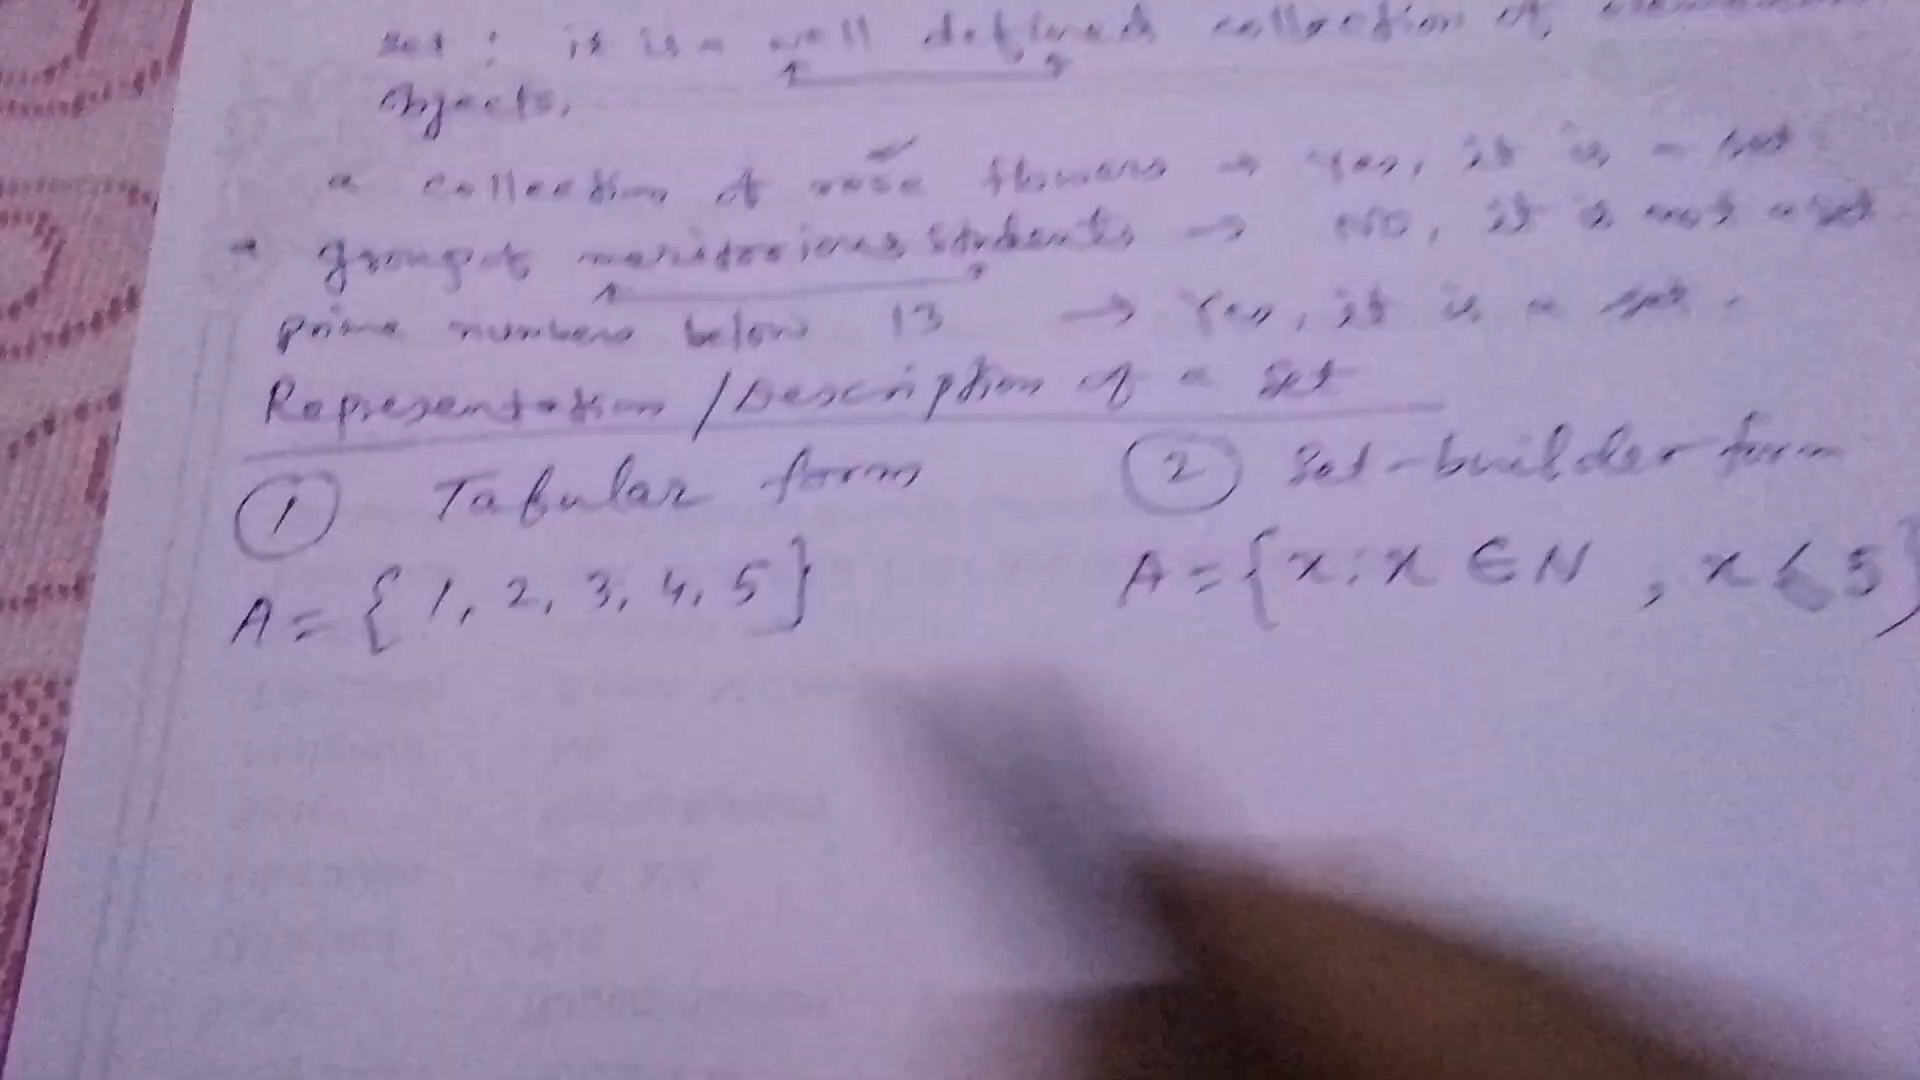 set : it is a well defined collection of
objects.
a collection of rose flowers → Yes, it is a set
group of meritorious students → No, it is not a set
prime numbers below 13 → Yes, it is a set.
Representation / Description of a set
① Tabular form ② Set-builder form
A = { 1, 2, 3, 4, 5 } A = { x : x ∈ N , x < 5 }